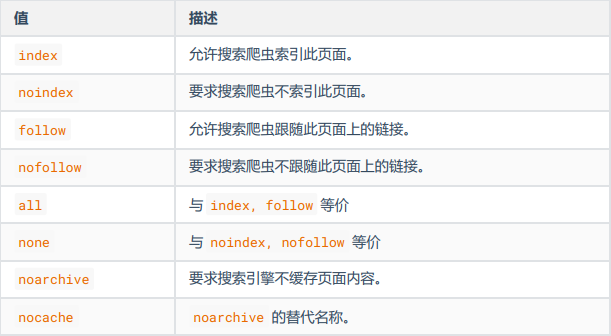 值 描述
index 允许搜索爬虫索引此页面。
noindex 要求搜索爬虫不索引此页面。
follow 允许搜索爬虫跟随此页面上的链接。
nofollow 要求搜索爬虫不跟随此页面上的链接。
all 与 index, follow 等价
none 与 noindex, nofollow 等价
noarchive 要求搜索引擎不缓存页面内容。
nocache noarchive 的替代名称。